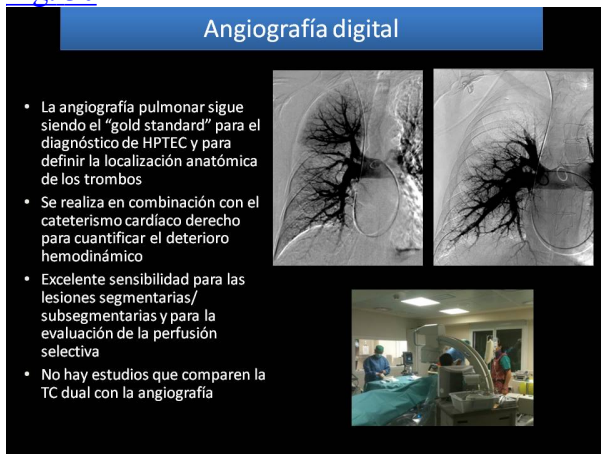 Angiografía digital
• La angiografía pulmonar sigue
siendo el “gold standard” para el
diagnóstico de HPTEC y para
definir la localización anatómica
de los trombos
• Se realiza en combinación con el
cateterismo cardíaco derecho
para cuantificar el deterioro
hemodinámico
• Excelente sensibilidad para las
lesiones segmentarias/
subsegmentarias y para la
evaluación de la perfusión
selectiva
• No hay estudios que comparen la
TC dual con la angiografía